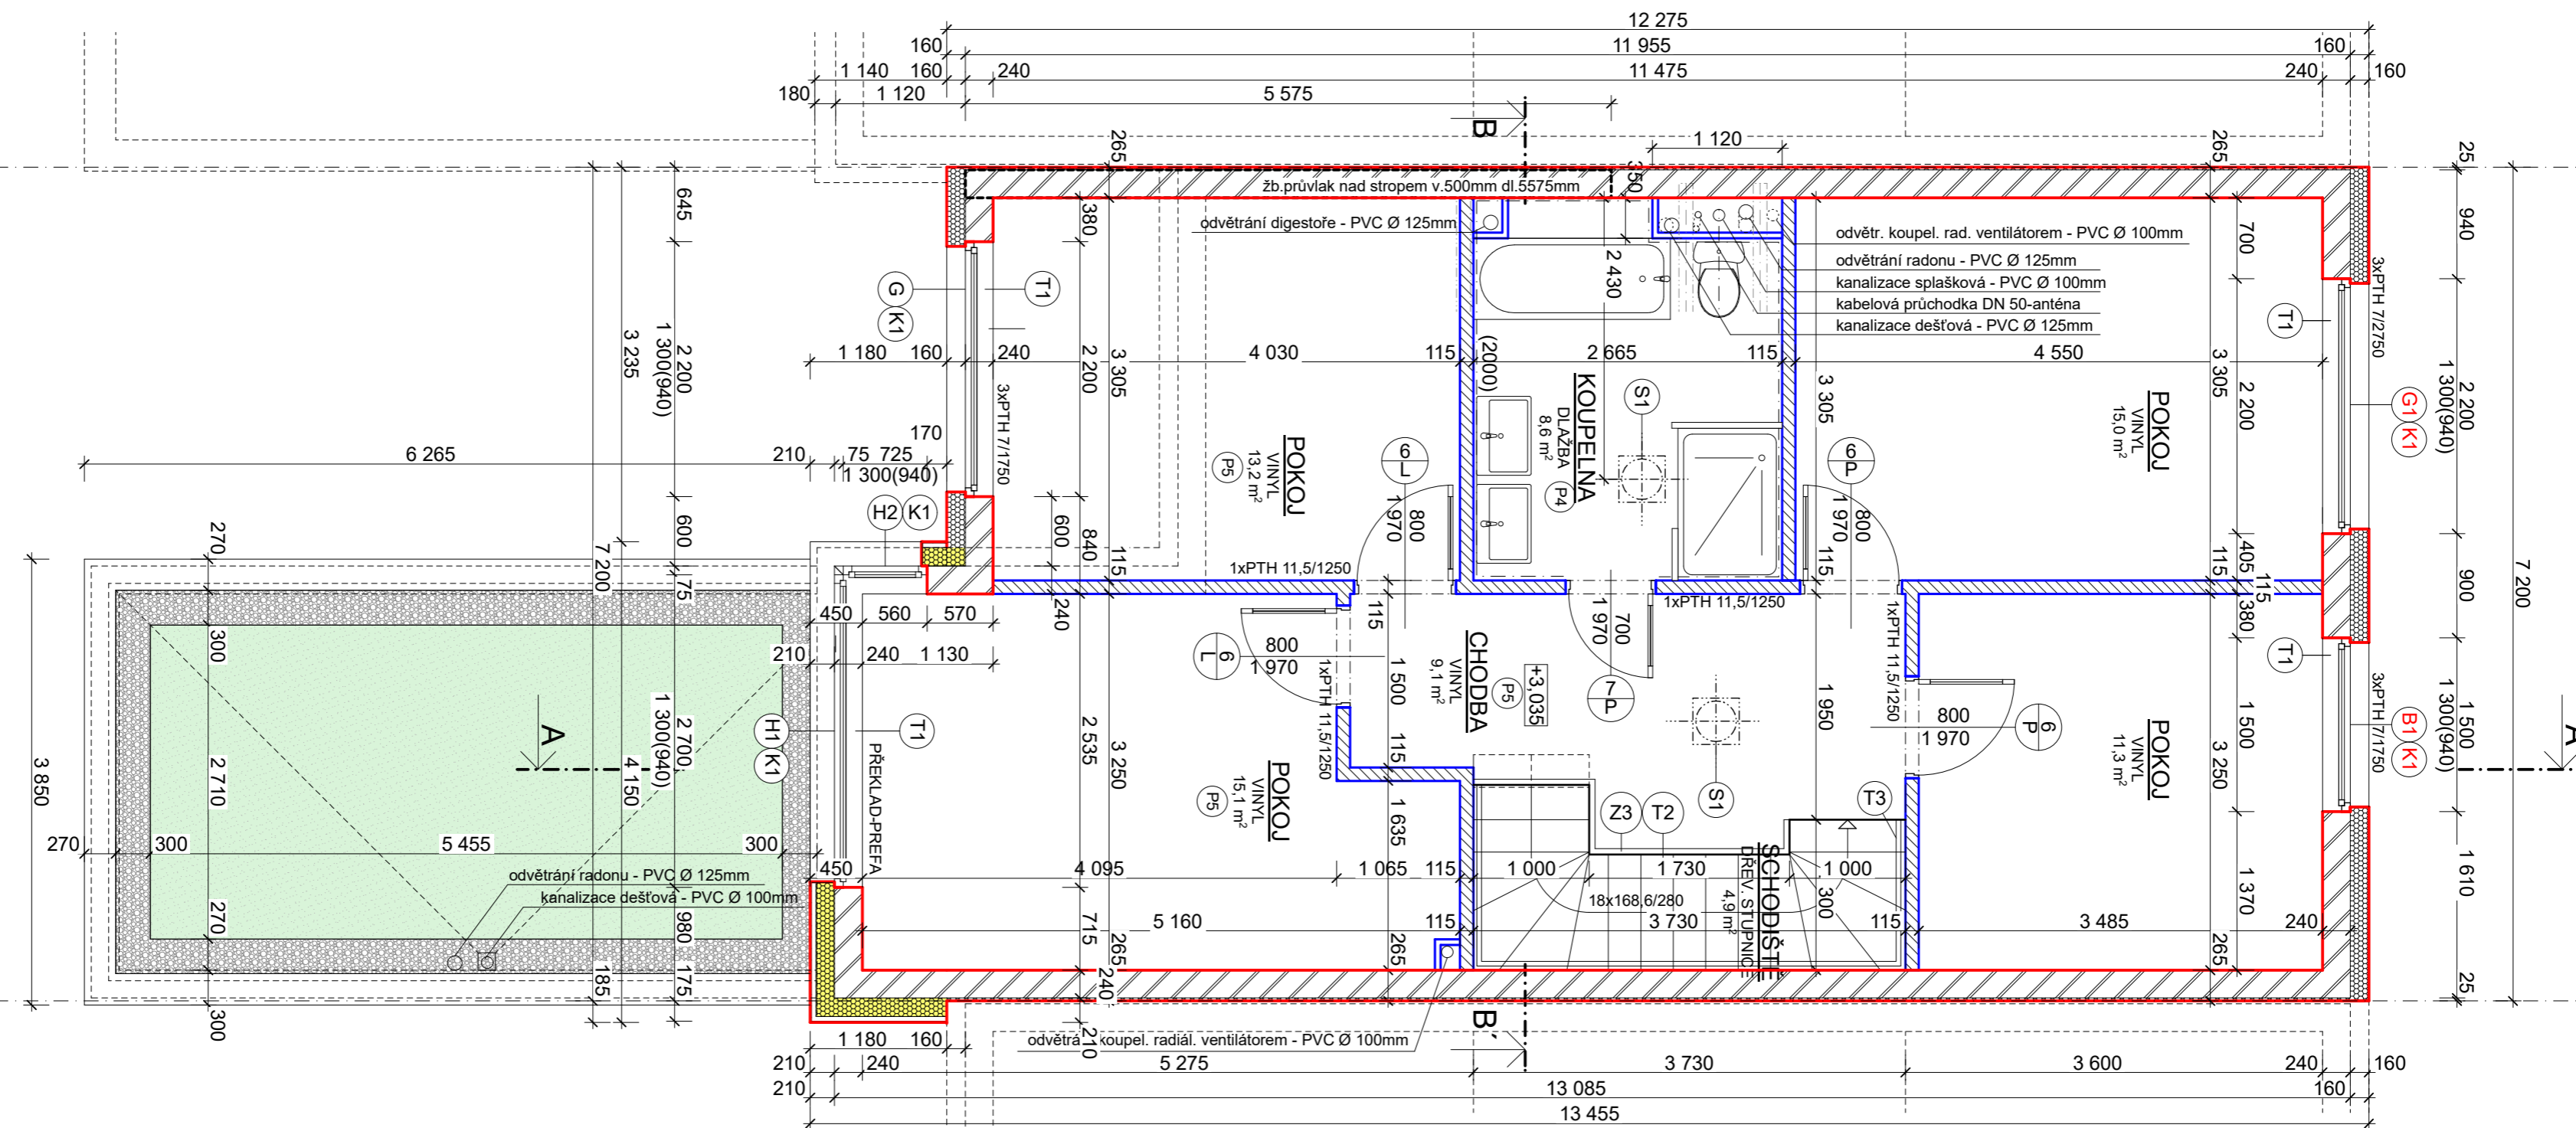 12 275
160
11 955
160
1 140
160
240
11 475
240
160
180
1 120
5 575
B
1 120
265
350
265
25
žb.průvlak nad stropem v.500mm dl.5575mm
odvětrání digestoře - PVC Ø 125mm
odvětr. koupel. rad. ventilátorem - PVC Ø 100mm
odvětrání radonu - PVC Ø 125mm
kanalizace splašková - PVC Ø 100mm
kabelová průchodka DN 50-anténa
kanalizace dešťová - PVC Ø 125mm
645
380
2 430
700
940
3xPTH 7/2750
G
K1
T1
T1
3 235
1 300(940)
2 200
1 180
160
240
2 200
3 305
4 030
115
(2000)
2 665
115
3 305
4 550
3 305
2 200
1 300(940)
2 200
G1
K1
3xPTH 7/1750
KOUPELNA
DLAŽBA
8,6 m²
P4
S1
POKOJ
VINYL
15,0 m²
POKOJ
VINYL
13,2 m²
P5
6
L
6
P
6 265
210
75
725
170
1 300(940)
H2
K1
800
1 970
800
1 970
270
7 200
600
75
600
840
115
240
1xPTH 11,5/1250
115
115
405
115
380
900
7 200
3 850
450
560
570
210
240
1 130
115
700
1 970
1xPTH 11,5/1250
1xPTH 11,5/1250
T1
800
1 970
6
L
1xPTH 11,5/1250
1 500
CHODBA
VINYL
9,1 m²
P5
+3,035
7
P
1 950
800
1 970
6
P
300
2 710
A
4 150
1 300(940)
2 700
H1
K1
T1
PŘEKLAD-PREFA
2 535
3 250
POKOJ
VINYL
15,1 m²
P5
115
1 635
S1
Z3
T2
T3
POKOJ
VINYL
11,3 m²
1 500
3 250
3xPTH 7/1750
1 300(940)
1 500
B1
K1
A
270
300
5 455
300
450
4 095
1 065
115
1 000
1 730
1 000
SCHODIŠTĚ
DŘEV. STUPNICE
4,9 m²
300
18x168,6/280
odvětrání radonu - PVC Ø 125mm
kanalizace dešťová - PVC Ø 100mm
5 160
115
3 730
115
3 485
240
270
300
185
980
175
715
265
240
210
1 370
265
1 610
25
1 180
160
odvětrá
koupel. radiál. ventilátorem - PVC Ø 100mm
B´
210
240
5 275
3 730
3 600
240
160
210
13 085
160
13 455